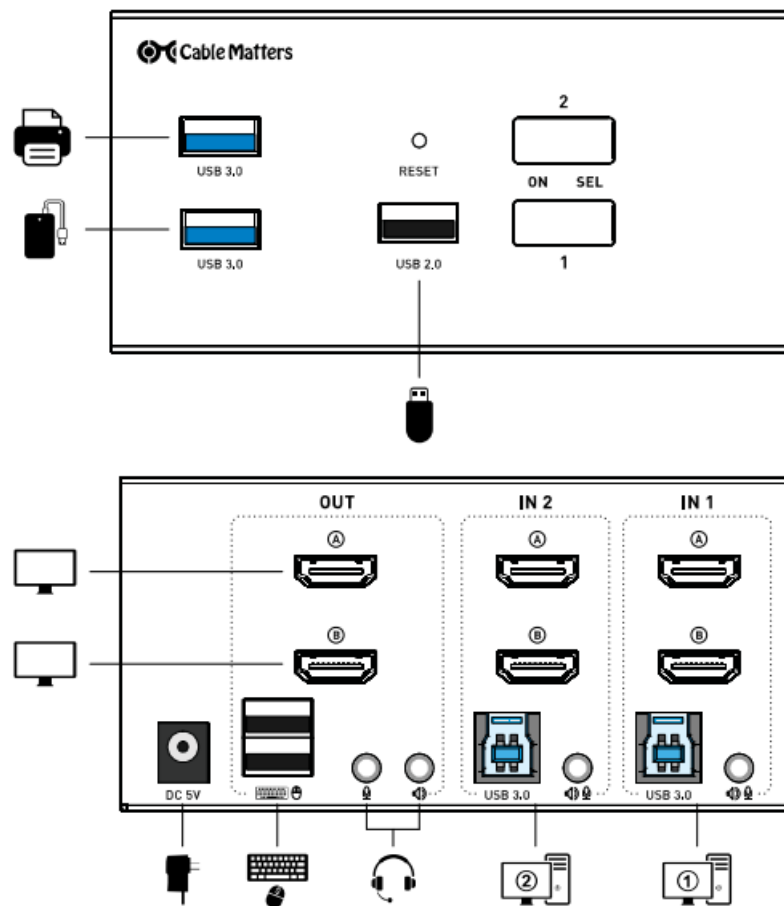 Cable Matters
2
USB 3.0
RESET
ON SEL
USB 3.0
USB 2.0
1
OUT
IN 2
IN 1
A
A
A
B
B
B
DC 5V
USB 3.0
USB 3.0
2
1